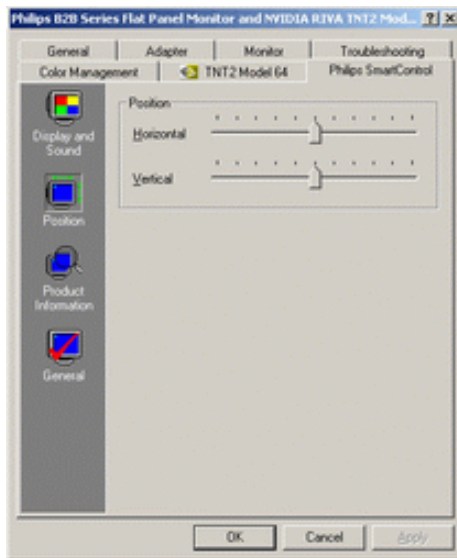 Philips B2B Series Flat Panel Monitor and NVIDIA RIVA TNT2 Mod... ? X
General Adapter Monitor Troubleshooting
Color Management TNT2 Model 64 Philips SmartControl
Display and
Sound
Position
Product
Information
General
Position
Horizontal
Vertical
OK Cancel Apply